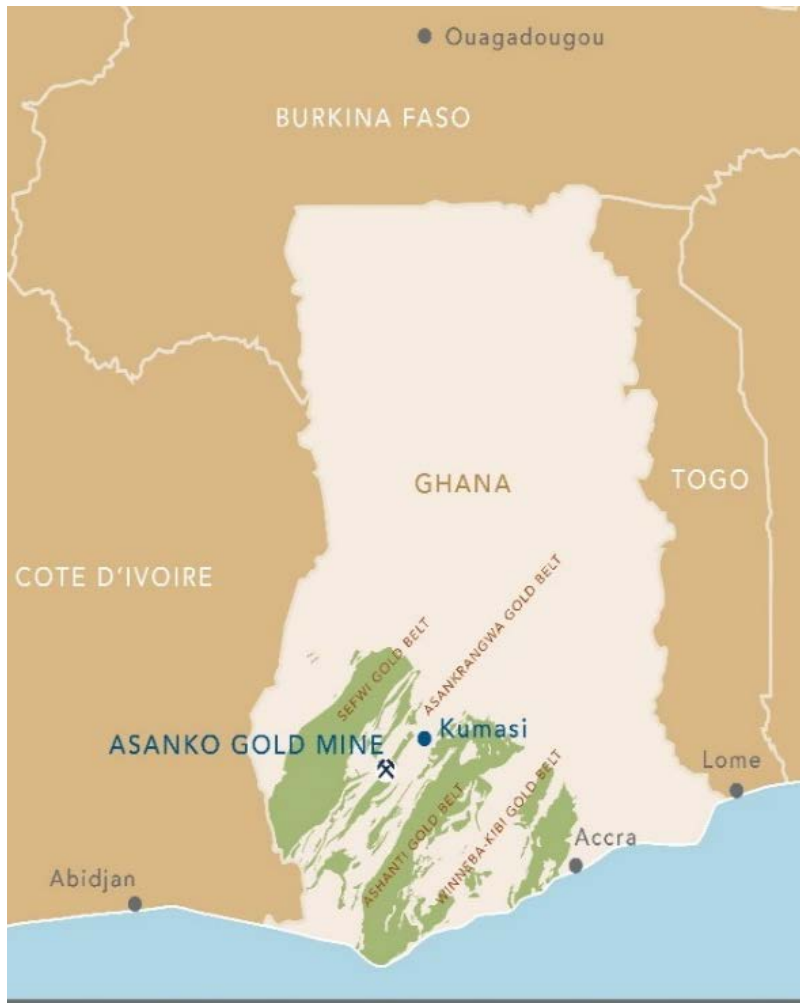 Ouagadougou
BURKINA FASO
GHANA
TOGO
COTE D'IVOIRE
SEFWI GOLD BELT
ASANKRANGWA GOLD BELT
ASANKO GOLD MINE
Kumasi
ASHANTI GOLD BELT
WINNEBA-KIBI GOLD BELT
Lome
Accra
Abidjan